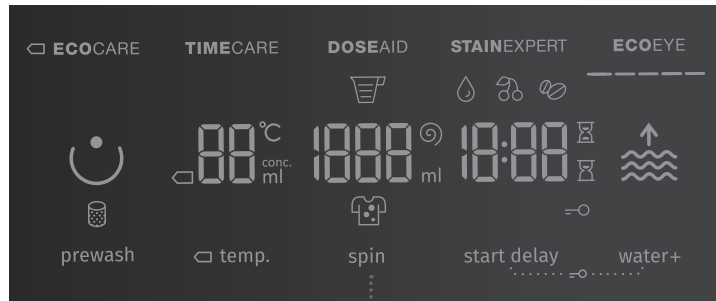 ECOCARE TIMECARE DOSEAID STAINEXPERT ECOEYE
88 °C conc. ml 1888 ml 18:88
prewash temp. spin start delay water+